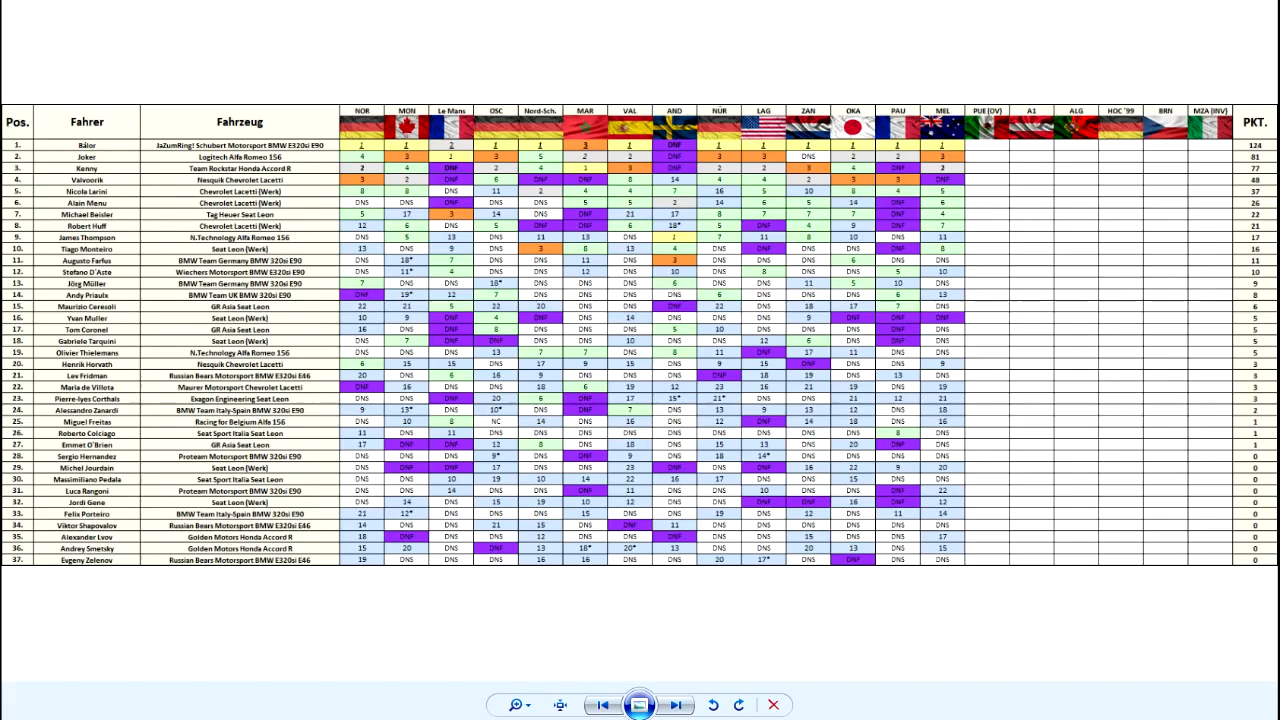 Pos. Fahrer Fahrzeug NOR MON Le Mans OSC Nord-Sch. MAR VAL AND NÜR LAG ZAN OKA PAU MEL PUE (OV) A1 ALG HOC ´99 BRN MZA (INV) PKT.
1. Bálor JaZumRing! Schubert Motorsport BMW E320si E90 1 1 2 1 1 3 1 DNF 1 1 1 1 1 1 124
2. Joker Logitech Alfa Romeo 156 4 3 1 3 5 2 2 DNF 3 3 DNS 2 2 3 81
3. Kenny Team Rockstar Honda Accord R 2 4 DNF 2 4 1 3 DNF 2 2 3 4 DNF 2 77
4. Valvoorik Nesquik Chevrolet Lacetti 3 2 DNF 6 DNF DNF 8 14 4 4 2 3 3 DNF 48
5. Nicola Larini Chevrolet Lacetti (Werk) 8 8 DNS 11 2 4 4 7 16 5 10 8 4 5 37
6. Alain Menu Chevrolet Lacetti (Werk) DNS DNS DNF DNS DNS 5 5 2 14 6 5 14 DNF 6 26
7. Michael Beisler Tag Heuer Seat Leon 5 17 3 14 DNS DNF 21 17 8 7 7 7 DNF 4 22
8. Robert Huff Chevrolet Lacetti (Werk) 12 6 DNS 5 DNF DNF 6 18* 5 DNF 4 9 DNF 7 21
9. James Thompson N.Technology Alfa Romeo 156 DNS 5 13 DNS 11 13 DNS 1 7 11 8 10 DNS 11 17
10. Tiago Monteiro Seat Leon (Werk) 13 DNS 9 DNS 3 8 13 4 DNS DNF DNS DNS DNF 8 16
11. Augusto Farfus BMW Team Germany BMW 320si E90 DNS 18* 7 DNS DNS 11 DNS 3 DNS DNS DNS 6 DNS DNS 11
12. Stefano D´Aste Wiechers Motorsport BMW E320si E90 DNS 11* 4 DNS DNS 12 DNS 10 DNS 8 DNS DNS 5 10 10
13. Jörg Müller BMW Team Germany BMW 320si E90 7 DNS DNS 18* DNS DNS DNS 6 DNS DNS 11 5 10 DNS 9
14. Andy Priaulx BMW Team UK BMW 320si E90 DNF 19* 12 7 DNS DNS DNS DNS 6 DNS DNS DNS 6 13 8
15. Maurizio Ceresoli GR Asia Seat Leon 22 21 5 22 20 DNS DNS DNF 22 DNS 18 17 7 DNS 6
16. Yvan Muller Seat Leon (Werk) 10 9 DNF 4 DNF DNS 14 DNS DNS DNS 9 DNF DNF DNF 5
17. Tom Coronel GR Asia Seat Leon 16 DNS DNF 8 DNS DNS DNS 5 10 DNS DNS DNS DNF DNS 5
18. Gabriele Tarquini Seat Leon (Werk) DNS 7 DNF DNF DNS DNS 10 DNS DNS 12 6 DNS DNF DNS 5
19. Olivier Thielemans N.Technology Alfa Romeo 156 DNS DNS DNS 13 7 7 DNS 8 11 DNF 17 11 DNS DNS 5
20. Henrik Horvath Nesquik Chevrolet Lacetti 6 15 15 DNS 17 9 15 DNS 9 15 DNF DNS DNS 9 3
21. Lev Fridman Russian Bears Motorsport BMW E320si E46 20 DNS 6 16 9 DNS DNS DNS DNF 18 19 DNS 13 DNS 3
22. Maria de Villota Maurer Motorsport Chevrolet Lacetti DNF 16 DNS DNS 18 6 19 12 23 16 21 19 DNS 19 3
23. Pierre-Iyes Corthals Exagon Engineering Seat Leon DNS DNS DNF 20 6 DNF 17 15* 21* DNS DNS 21 12 18 3
24. Alessandro Zanardi BMW Team Italy-Spain BMW 320si E90 9 13* DNS 10* DNS DNF 7 DNS 13 9 13 12 DNS 18 2
25. Miguel Freitas Racing for Belgium Alfa 156 DNS 10 8 NC 14 DNS 16 DNS 12 DNF 14 18 DNS 16 1
26. Roberto Colciago Seat Sport Italia Seat Leon 11 11 11 DNS DNS DNS DNS DNS DNS DNS DNS DNS 8 DNS 1
27. Emmet O´Brien GR Asia Seat Leon 17 DNF DNF 12 8 DNS 18 DNS 15 13 DNS 20 DNF DNS 1
28. Sergio Hernandez Proteam Motorsport BMW 320si E90 DNS DNS DNS 9* DNS DNF 9 DNS 18 14* DNS DNS DNS DNS 0
29. Michel Jourdain Seat Leon (Werk) DNS DNF DNF 17 DNS DNS 23 DNF DNS DNF 16 22 9 20 0
30. Massimiliano Pedala Seat Sport Italia Seat Leon DNS DNS 10 19 10 14 22 16 17 DNS DNS 15 DNS DNS 0
31. Luca Rangoni Proteam Motorsport BMW 320si E90 DNS DNS 14 DNS DNS DNF 11 DNS DNS 10 DNS DNS DNF 22 0
32. Jordi Gene Seat Leon (Werk) DNS 14 DNS 15 19 10 12 DNS DNS DNF DNF 16 DNF 12 0
33. Felix Porteiro BMW Team Italy-Spain BMW 320si E90 21 12* DNS DNS DNS 15 DNS DNS 19 DNS 12 DNS 11 14 0
34. Viktor Shapovalov Russian Bears Motorsport BMW E320si E46 14 DNS DNS 21 15 DNS DNF 11 DNS DNS DNS DNS DNS DNS 0
35. Alexander Lvov Golden Motors Honda Accord R 18 DNF DNS DNS 12 DNS DNS DNF DNS DNS 15 DNS DNS 17 0
36. Andrey Smetsky Golden Motors Honda Accord R 15 20 DNS DNF 13 18* 20* 13 DNS DNS 20 13 DNS 15 0
37. Evgeny Zelenov Russian Bears Motorsport BMW E320si E46 19 DNS DNS DNS 16 16 DNS DNS 20 17* DNS DNF DNS DNS 0